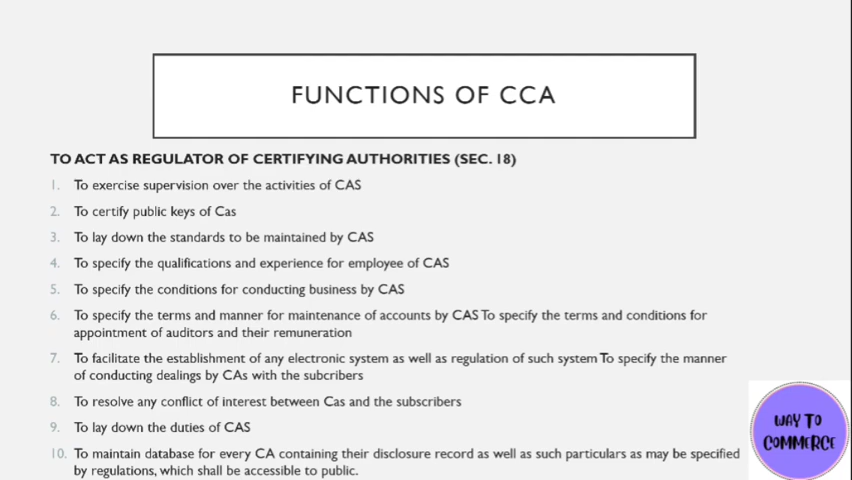 FUNCTIONS OF CCA
TO ACT AS REGULATOR OF CERTIFYING AUTHORITIES (SEC. 18)
1. To exercise supervision over the activities of CAS
2. To certify public keys of Cas
3. To lay down the standards to be maintained by CAS
4. To specify the qualifications and experience for employee of CAS
5. To specify the conditions for conducting business by CAS
6. To specify the terms and manner for maintenance of accounts by CAS To specify the terms and conditions for
appointment of auditors and their remuneration
7. To facilitate the establishment of any electronic system as well as regulation of such system To specify the manner
of conducting dealings by CAs with the subcribers
8. To resolve any conflict of interest between Cas and the subscribers
9. To lay down the duties of CAS
10. To maintain database for every CA containing their disclosure record as well as such particulars as may be specified
by regulations, which shall be accessible to public.
WAY TO
COMMERCE